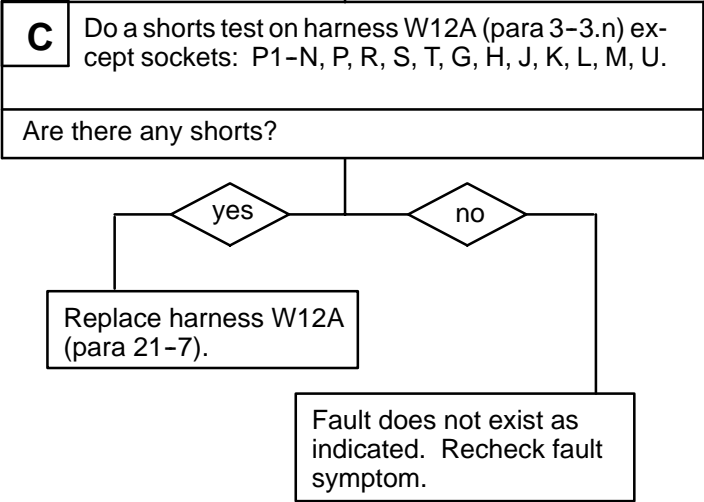 C
Do a shorts test on harness W12A (para 3-3.n) ex-
cept sockets: P1-N, P, R, S, T, G, H, J, K, L, M, U.
Are there any shorts?
yes
no
Replace harness W12A
(para 21-7).
Fault does not exist as
indicated. Recheck fault
symptom.